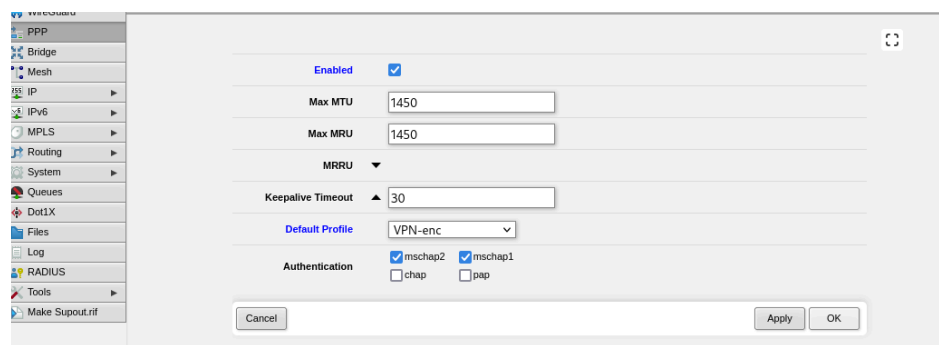 WireGuard
PPP
Bridge
Mesh
IP
IPv6
MPLS
Routing
System
Queues
Dot1X
Files
Log
RADIUS
Tools
Make Supout.rif
Enabled
Max MTU 1450
Max MRU 1450
MRRU
Keepalive Timeout 30
Default Profile VPN-enc
Authentication mschap2 mschap1
chap pap
Cancel Apply OK